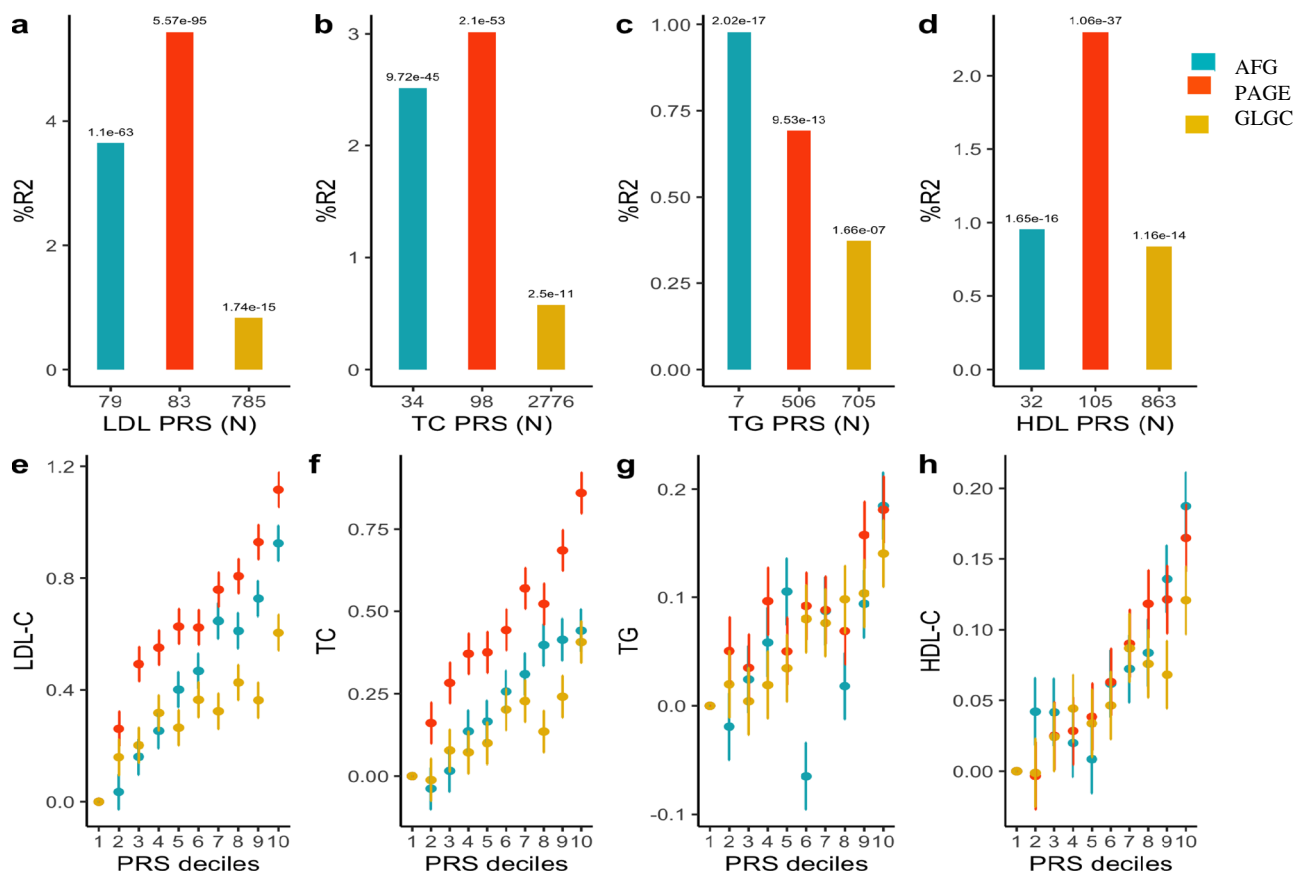 a
5.57e-95
1.1e-63
1.74e-15
%R2
4
2
0
79 83 785
LDL PRS (N)
b
2.1e-53
9.72e-45
2.5e-11
%R2
3
2
1
0
34 98 2776
TC PRS (N)
c
2.02e-17
9.53e-13
1.66e-07
%R2
1.00
0.75
0.50
0.25
0.00
7 506 705
TG PRS (N)
d
1.06e-37
1.65e-16
1.16e-14
%R2
2.0
1.5
1.0
0.5
0.0
32 105 863
HDL PRS (N)
AFG
PAGE
GLGC
e
LDL-C
1.2
0.8
0.4
0.0
1 2 3 4 5 6 7 8 9 10
PRS deciles
f
TC
0.75
0.50
0.25
0.00
1 2 3 4 5 6 7 8 9 10
PRS deciles
g
TG
0.2
0.1
0.0
-0.1
1 2 3 4 5 6 7 8 9 10
PRS deciles
h
HDL-C
0.20
0.15
0.10
0.05
0.00
1 2 3 4 5 6 7 8 9 10
PRS deciles